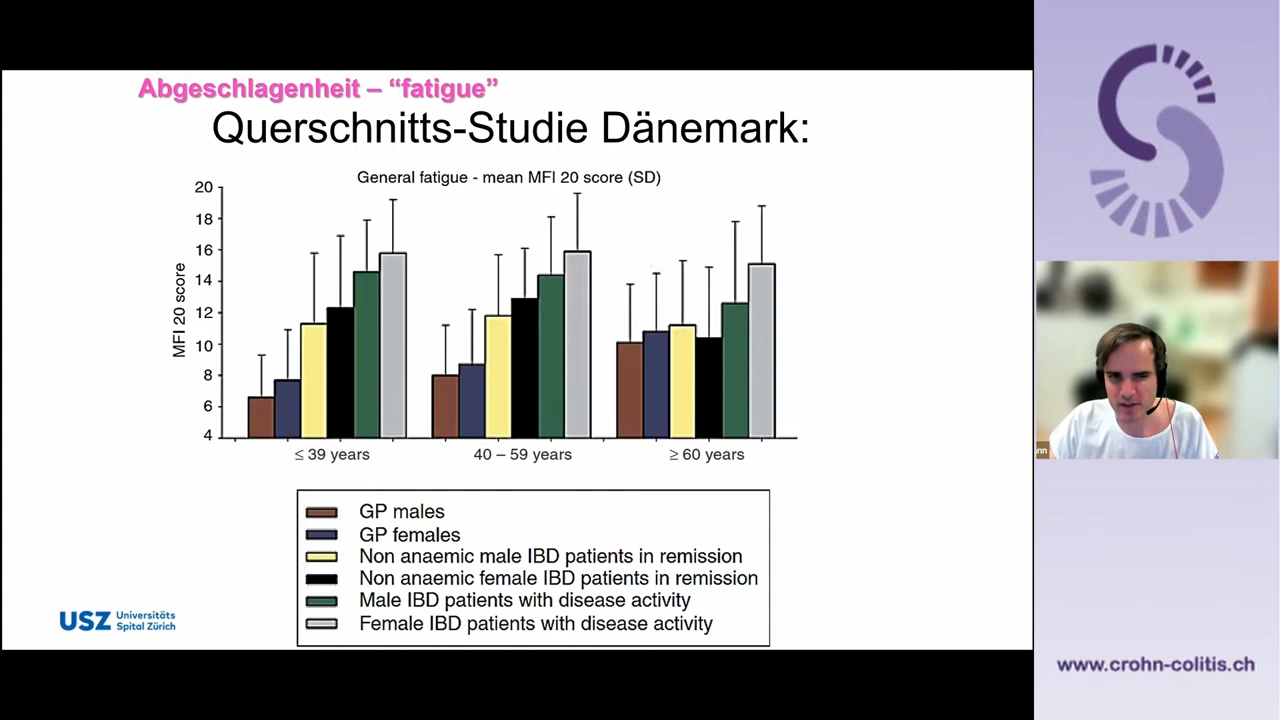 Abgeschlagenheit – “fatigue”
Querschnitts-Studie Dänemark:
General fatigue - mean MFI 20 score (SD)
MFI 20 score
20
18
16
14
12
10
8
6
4
≤ 39 years
40 – 59 years
≥ 60 years
GP males
GP females
Non anaemic male IBD patients in remission
Non anaemic female IBD patients in remission
Male IBD patients with disease activity
Female IBD patients with disease activity
USZ Universitäts
Spital Zürich
www.crohn-colitis.ch